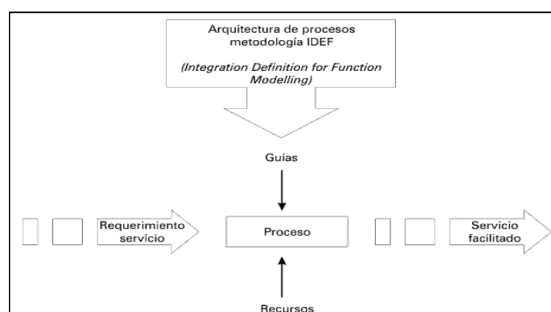 Arquitectura de procesos
metodología IDEF
(Integration Definition for Function
Modelling)
Guías
Requerimiento
servicio
Proceso
Servicio
facilitado
Recursos